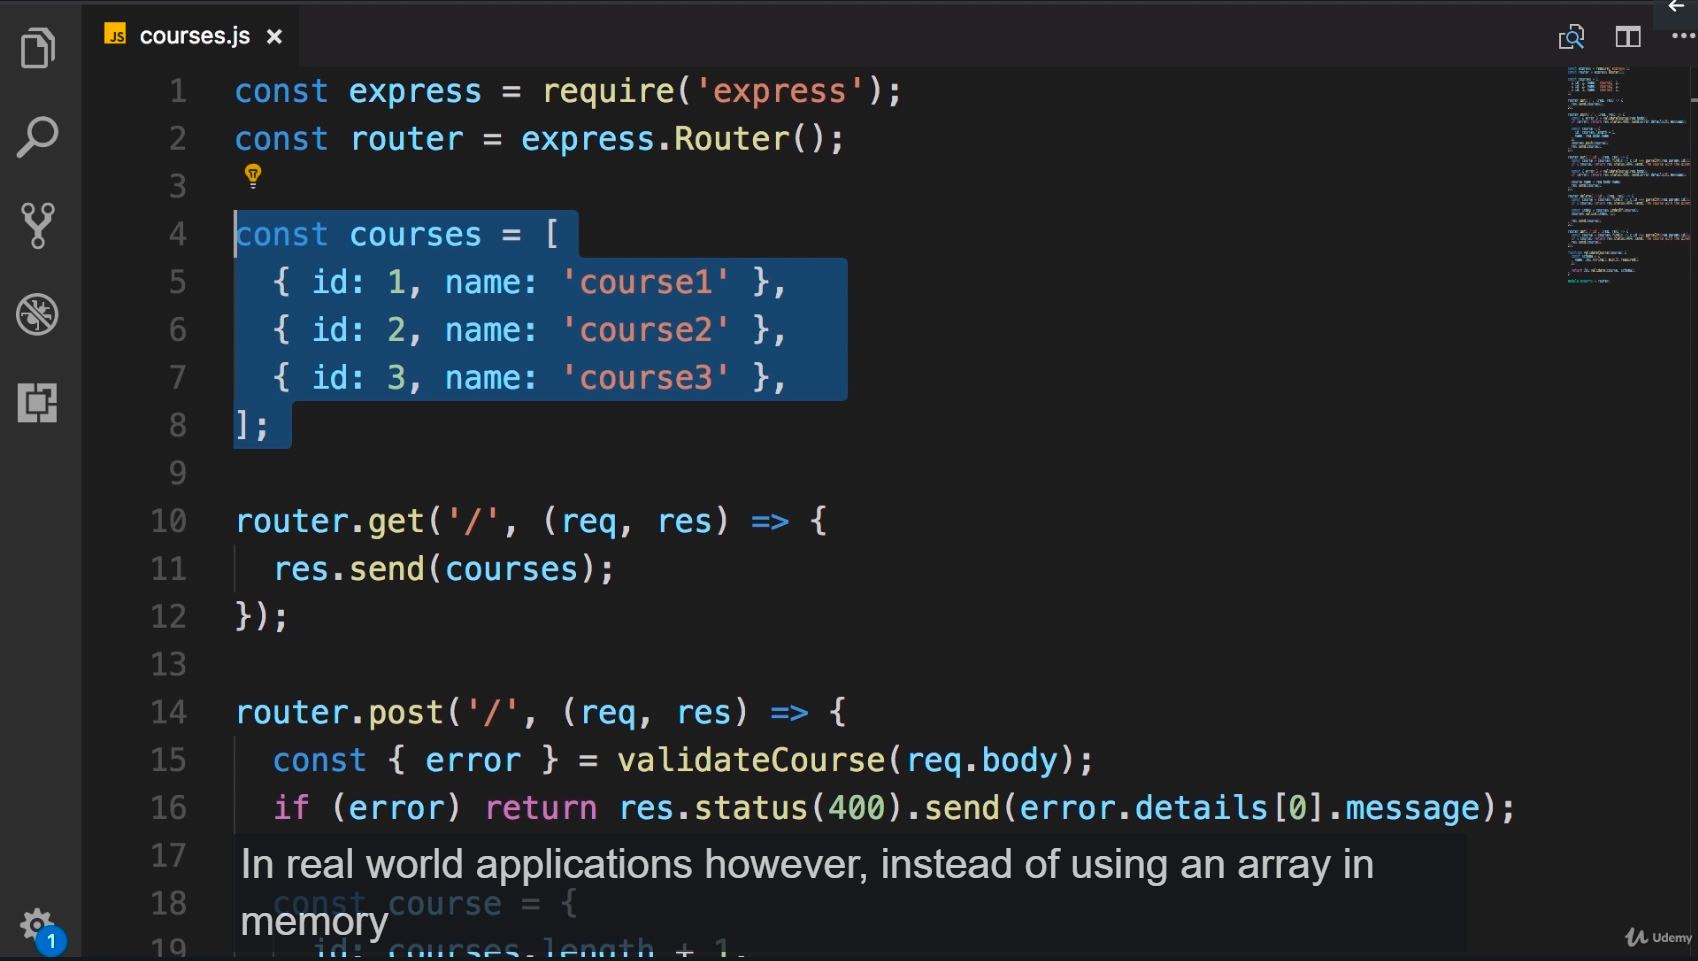 courses.js
1 const express = require('express');
2 const router = express.Router();
3
4 const courses = [
5 { id: 1, name: 'course1' },
6 { id: 2, name: 'course2' },
7 { id: 3, name: 'course3' },
8 ];
9
10 router.get('/', (req, res) => {
11 res.send(courses);
12 });
13
14 router.post('/', (req, res) => {
15 const { error } = validateCourse(req.body);
16 if (error) return res.status(400).send(error.details[0].message);
17
In real world applications however, instead of using an array in
18 const course = {
memory
19 id: courses.length + 1,
1
Udemy